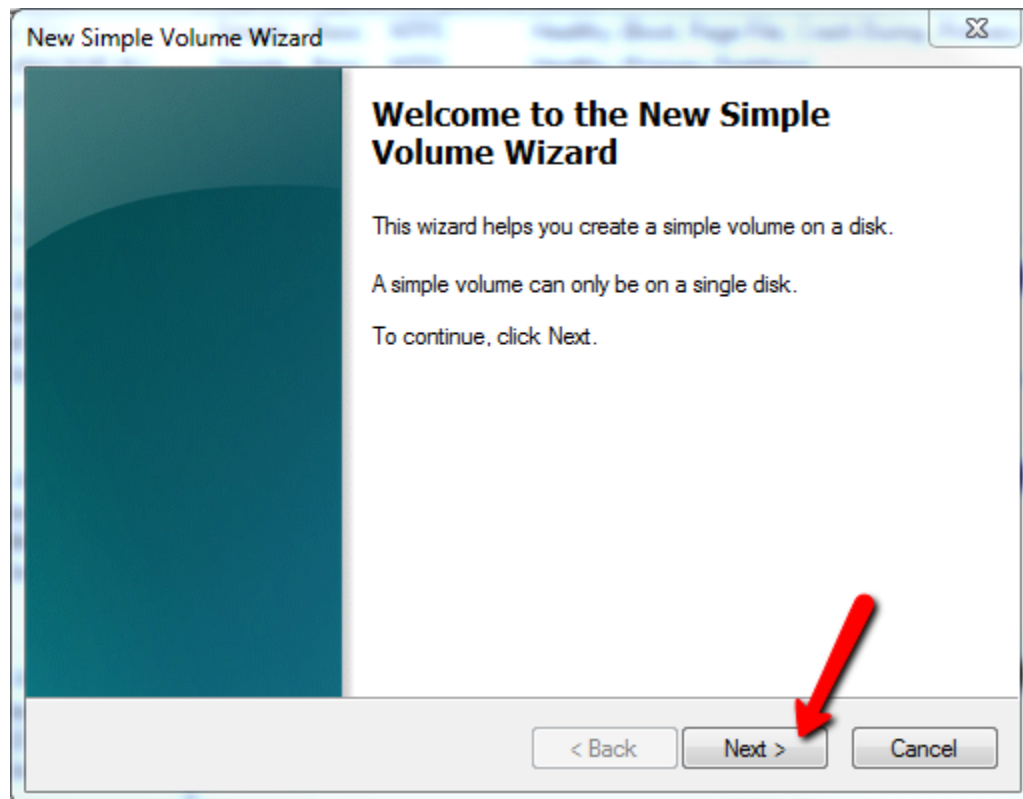 New Simple Volume Wizard
Welcome to the New Simple
Volume Wizard
This wizard helps you create a simple volume on a disk.
A simple volume can only be on a single disk.
To continue, click Next.
< Back
Next >
Cancel